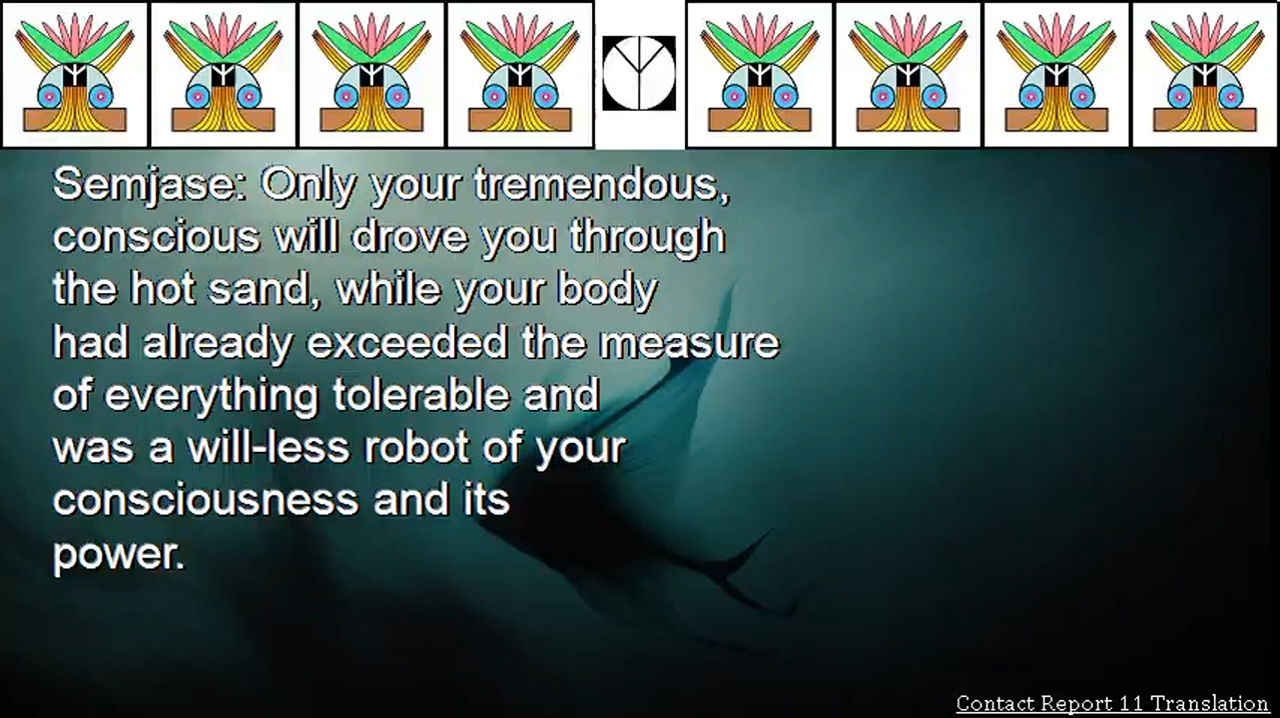 Semjase: Only your tremendous,
conscious will drove you through
the hot sand, while your body
had already exceeded the measure
of everything tolerable and
was a will-less robot of your
consciousness and its
power.
Contact Report 11 Translation